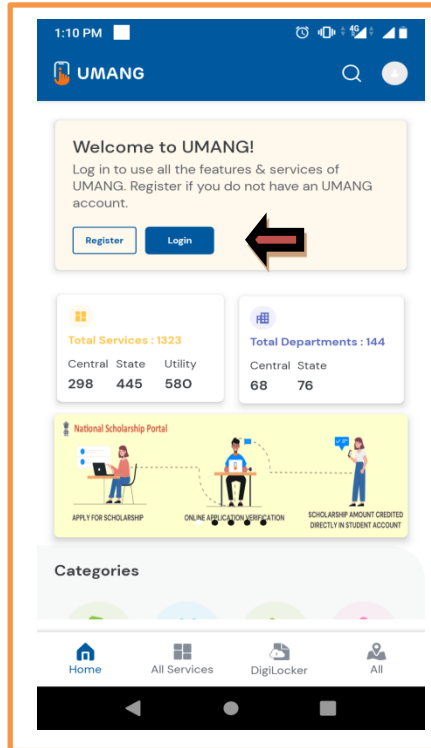 1:10 PM
4G
UMANG
Welcome to UMANG!
Log in to use all the features & services of
UMANG. Register if you do not have an UMANG
account.
Register Login
Total Services : 1323
Central State Utility
298 445 580
Total Departments : 144
Central State
68 76
National Scholarship Portal
APPLY FOR SCHOLARSHIP
ONLINE APPLICATION VERIFICATION
SCHOLARSHIP AMOUNT CREDITED
DIRECTLY IN STUDENT ACCOUNT
Categories
Home All Services DigiLocker All